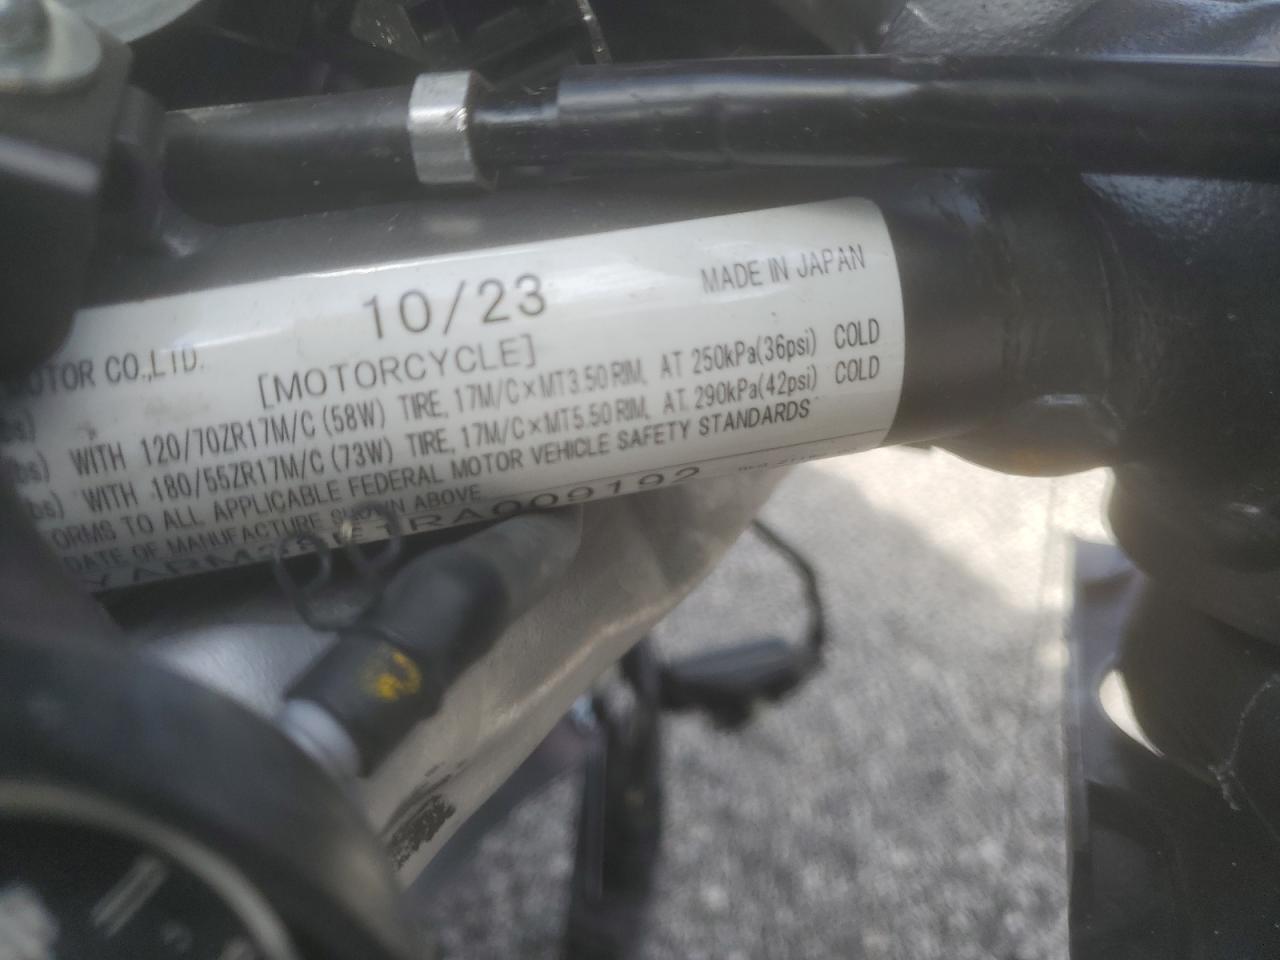 MADE IN JAPAN
10/23
MOTOR CO.,LTD.
[MOTORCYCLE]
WITH 120/70ZR17M/C (58W) TIRE, 17M/C×MT3.50 RIM, AT 250kPa(36psi) COLD
WITH 180/55ZR17M/C (73W) TIRE, 17M/C×MT5.50 RIM, AT 290kPa(42psi) COLD
ORMS TO ALL APPLICABLE FEDERAL MOTOR VEHICLE SAFETY STANDARDS
DATE OF MANUFACTURE SHOWN ABOVE